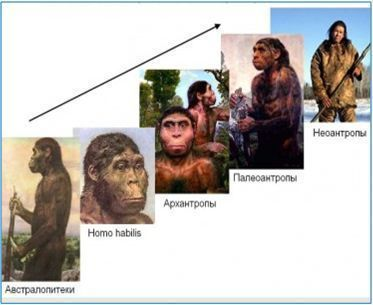 Австралопитеки
Homo habilis
Архантропы
Палеоантропы
Неоантропы